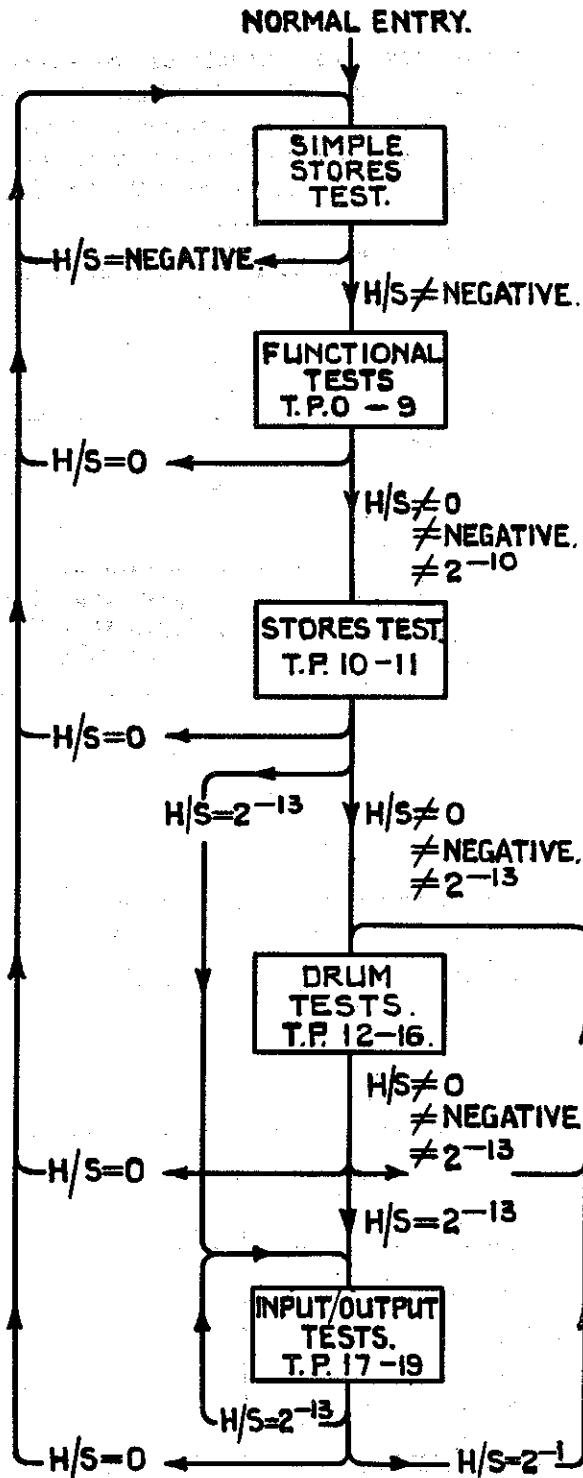 NORMAL ENTRY.
SIMPLE
STORES
TEST.
H/S=NEGATIVE.
H/S≠NEGATIVE.
FUNCTIONAL
TESTS
T.P.0 – 9
H/S=0
H/S≠0
≠NEGATIVE.
≠2⁻¹⁰
STORES TEST.
T.P. 10–11
H/S=0
H/S=2⁻¹³
H/S≠0
≠NEGATIVE.
≠2⁻¹³
DRUM
TESTS.
T.P. 12–16.
H/S≠0
≠NEGATIVE
≠2⁻¹³
H/S=0
H/S=2⁻¹³
INPUT/OUTPUT
TESTS.
T.P. 17–19
H/S=2⁻¹³
H/S=0
H/S=2⁻¹